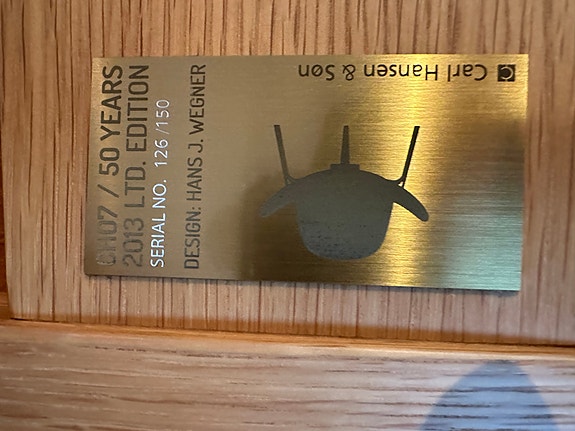 CH07 / 50 YEARS
2013 LTD. EDITION
SERIAL NO. 126 /150
DESIGN: HANS J. WEGNER
Carl Hansen & Søn